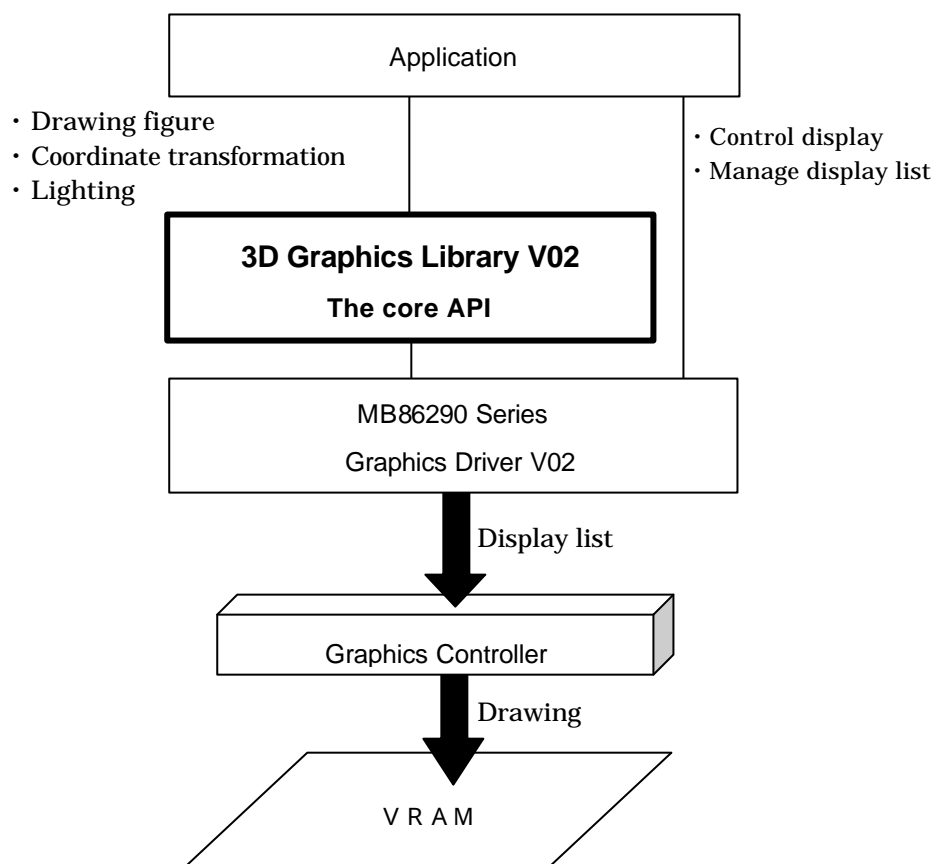 Application
・Drawing figure
・Coordinate transformation
・Lighting
・Control display
・Manage display list
3D Graphics Library V02
The core API
MB86290 Series
Graphics Driver V02
Display list
Graphics Controller
Drawing
V R A M